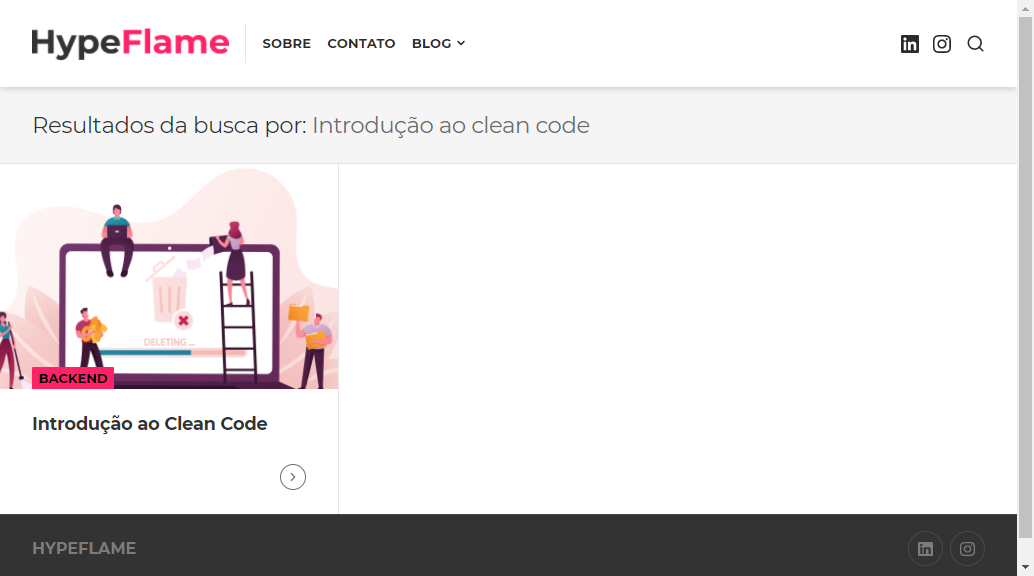 HypeFlame
SOBRE CONTATO BLOG
Resultados da busca por: Introdução ao clean code
DELETING...
BACKEND
Introdução ao Clean Code
HYPEFLAME